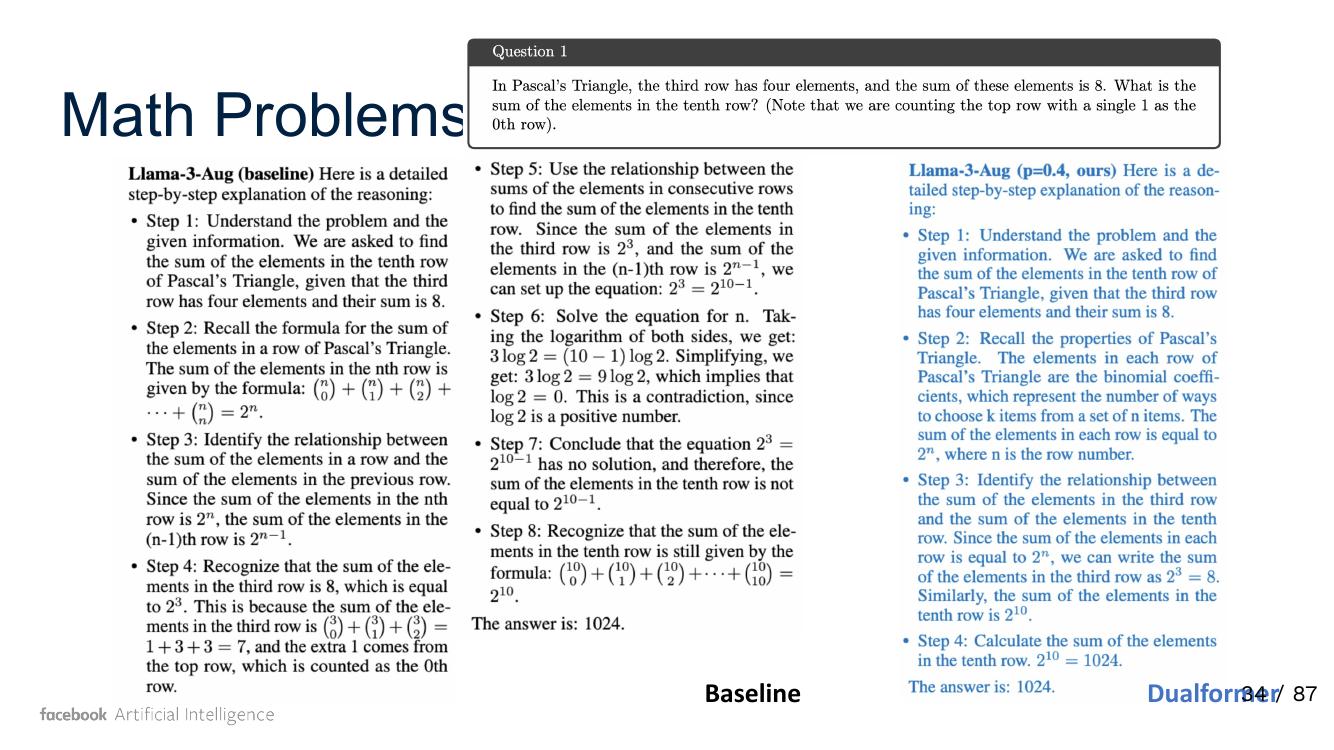 Question 1
In Pascal's Triangle, the third row has four elements, and the sum of these elements is 8. What is the
sum of the elements in the tenth row? (Note that we are counting the top row with a single 1 as the
0th row).
Math Problems
Llama-3-Aug (baseline) Here is a detailed
step-by-step explanation of the reasoning:
• Step 1: Understand the problem and the
given information. We are asked to find
the sum of the elements in the tenth row
of Pascal's Triangle, given that the third
row has four elements and their sum is 8.
• Step 2: Recall the formula for the sum of
the elements in a row of Pascal's Triangle.
The sum of the elements in the nth row is
given by the formula: $\binom{n}{0} + \binom{n}{1} + \binom{n}{2} +$
$\cdots + \binom{n}{n} = 2^n$.
• Step 3: Identify the relationship between
the sum of the elements in a row and the
sum of the elements in the previous row.
Since the sum of the elements in the nth
row is $2^n$, the sum of the elements in the
(n-1)th row is $2^{n-1}$.
• Step 4: Recognize that the sum of the ele-
ments in the third row is 8, which is equal
to $2^3$. This is because the sum of the ele-
ments in the third row is $\binom{3}{0} + \binom{3}{1} + \binom{3}{2} =$
$1 + 3 + 3 = 7$, and the extra 1 comes from
the top row, which is counted as the 0th
row.
• Step 5: Use the relationship between the
sums of the elements in consecutive rows
to find the sum of the elements in the tenth
row. Since the sum of the elements in
the third row is $2^3$, and the sum of the
elements in the (n-1)th row is $2^{n-1}$, we
can set up the equation: $2^3 = 2^{10-1}$.
• Step 6: Solve the equation for n. Tak-
ing the logarithm of both sides, we get:
$3 \log 2 = (10 - 1) \log 2$. Simplifying, we
get: $3 \log 2 = 9 \log 2$, which implies that
$\log 2 = 0$. This is a contradiction, since
$\log 2$ is a positive number.
• Step 7: Conclude that the equation $2^3 =$
$2^{10-1}$ has no solution, and therefore, the
sum of the elements in the tenth row is not
equal to $2^{10-1}$.
• Step 8: Recognize that the sum of the ele-
ments in the tenth row is still given by the
formula: $\binom{10}{0} + \binom{10}{1} + \binom{10}{2} + \cdots + \binom{10}{10} =$
$2^{10}$.
The answer is: 1024.
Baseline
Llama-3-Aug (p=0.4, ours) Here is a de-
tailed step-by-step explanation of the reason-
ing:
• Step 1: Understand the problem and the
given information. We are asked to find
the sum of the elements in the tenth row of
Pascal's Triangle, given that the third row
has four elements and their sum is 8.
• Step 2: Recall the properties of Pascal's
Triangle. The elements in each row of
Pascal's Triangle are the binomial coeffi-
cients, which represent the number of ways
to choose k items from a set of n items. The
sum of the elements in each row is equal to
$2^n$, where n is the row number.
• Step 3: Identify the relationship between
the sum of the elements in the third row
and the sum of the elements in the tenth
row. Since the sum of the elements in each
row is equal to $2^n$, we can write the sum
of the elements in the third row as $2^3 = 8$.
Similarly, the sum of the elements in the
tenth row is $2^{10}$.
• Step 4: Calculate the sum of the elements
in the tenth row. $2^{10} = 1024$.
The answer is: 1024.
Dualformer
34 / 87
facebook Artificial Intelligence